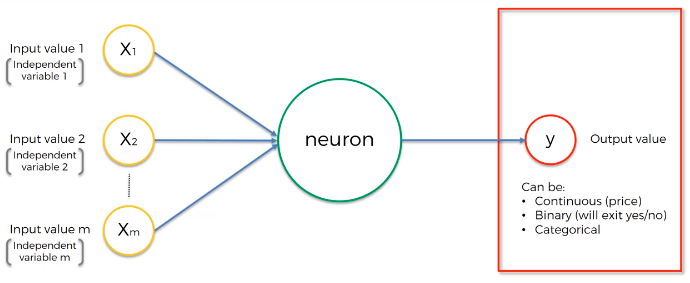 Input value 1
Independent
variable 1
X1
Input value 2
Independent
variable 2
X2
Input value m
Independent
variable m
Xm
neuron
y
Output value
Can be:
• Continuous (price)
• Binary (will exit yes/no)
• Categorical